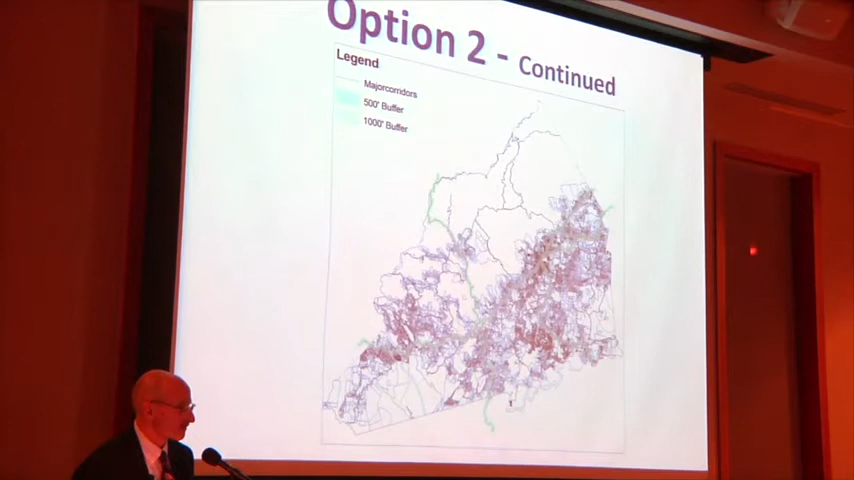 Option 2 - Continued
Legend
Majorcorridors
500' Buffer
1000' Buffer